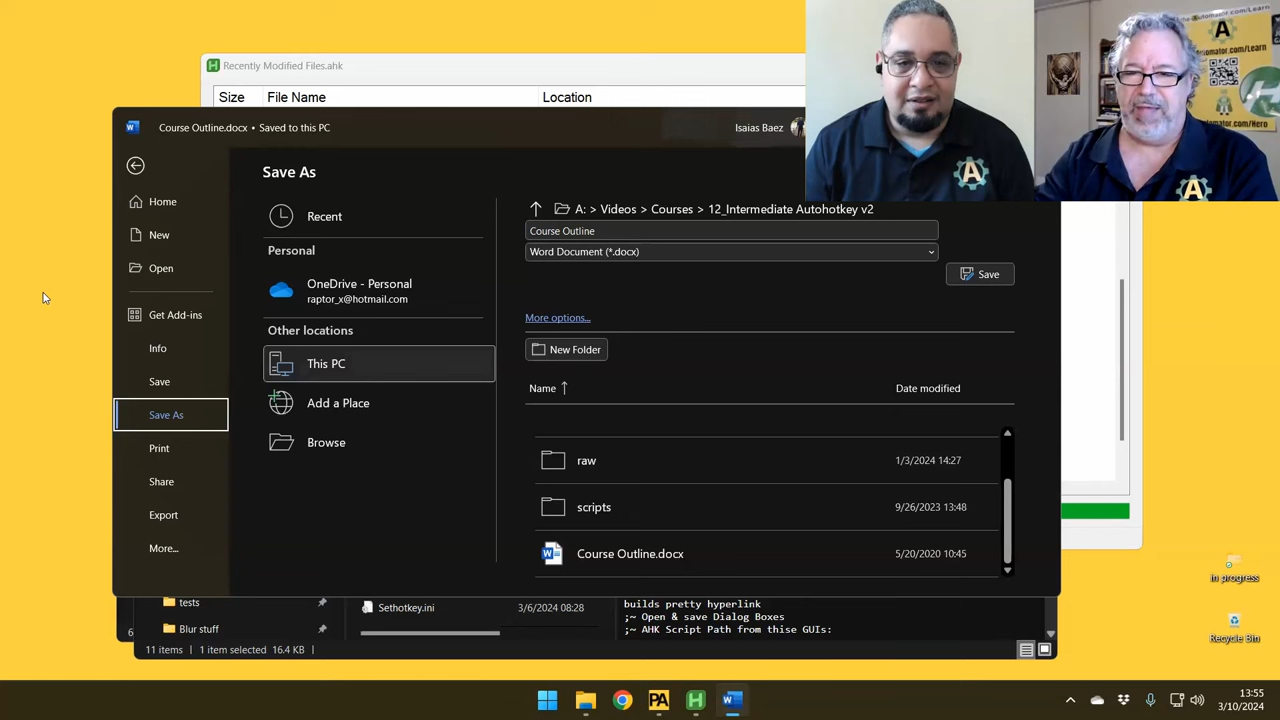 Recently Modified Files.ahk
Size File Name Location
Course Outline.docx • Saved to this PC
Isaias Baez
Home
New
Open
Get Add-ins
Info
Save
Save As
Print
Share
Export
More...
Save As
Recent
Personal
OneDrive - Personal
raptor_x@hotmail.com
Other locations
This PC
Add a Place
Browse
A: > Videos > Courses > 12_Intermediate Autohotkey v2
Course Outline
Word Document (*.docx)
Save
More options...
New Folder
Name Date modified
raw 1/3/2024 14:27
scripts 9/26/2023 13:48
Course Outline.docx 5/20/2020 10:45
tests
Blur stuff
Sethotkey.ini 3/6/2024 08:28
builds pretty hyperlink
;~ Open & save Dialog Boxes
;~ AHK Script Path from thise GUIs:
11 items 1 item selected 16.4 KB
In progress
Recycle Bin
PA
H
13:55
3/10/2024
A
A